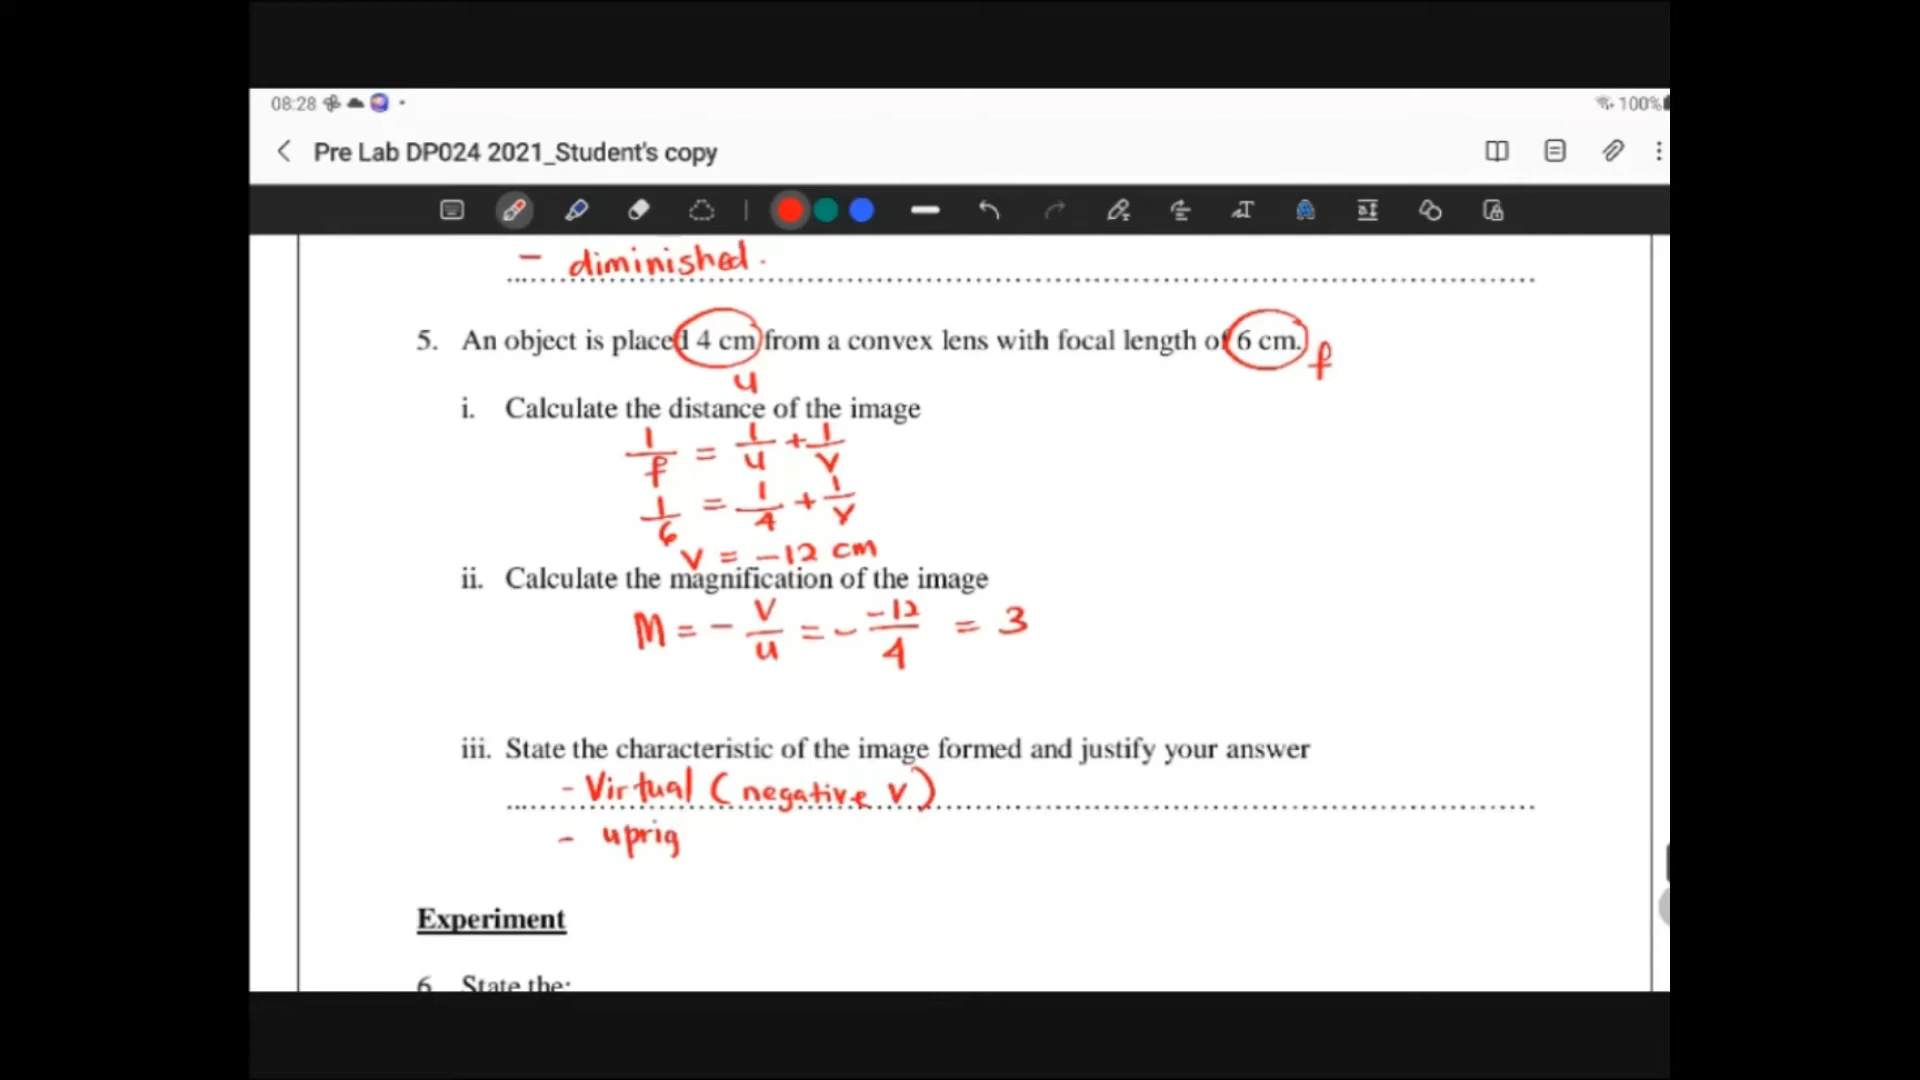 08:28
100%
Pre Lab DP024 2021_Student's copy
- diminished.
5. An object is placed 4 cm from a convex lens with focal length of 6 cm.
f
u
i. Calculate the distance of the image
1/f = 1/u + 1/v
1/6 = 1/4 + 1/v
v = -12 cm
ii. Calculate the magnification of the image
M = - v/u = - -12/4 = 3
iii. State the characteristic of the image formed and justify your answer
- Virtual (negative v)
- uprig
Experiment
6. State the: